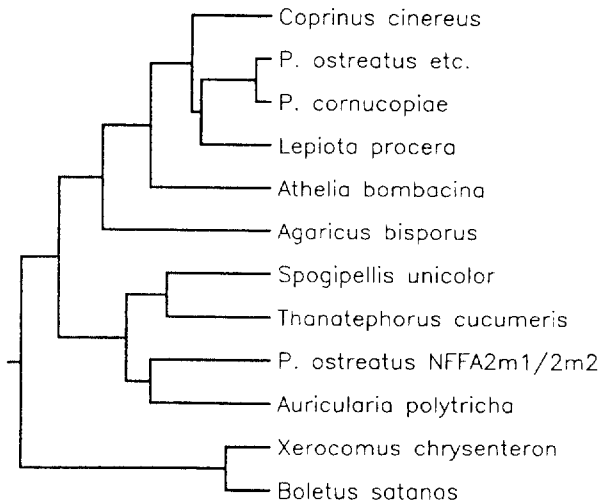 Coprinus cinereus
P. ostreatus etc.
P. cornucopiae
Lepiota procera
Athelia bombacina
Agaricus bisporus
Spogipellis unicolor
Thanatephorus cucumeris
P. ostreatus NFFA2m1/2m2
Auricularia polytricha
Xerocomus chrysenteron
Boletus satanos